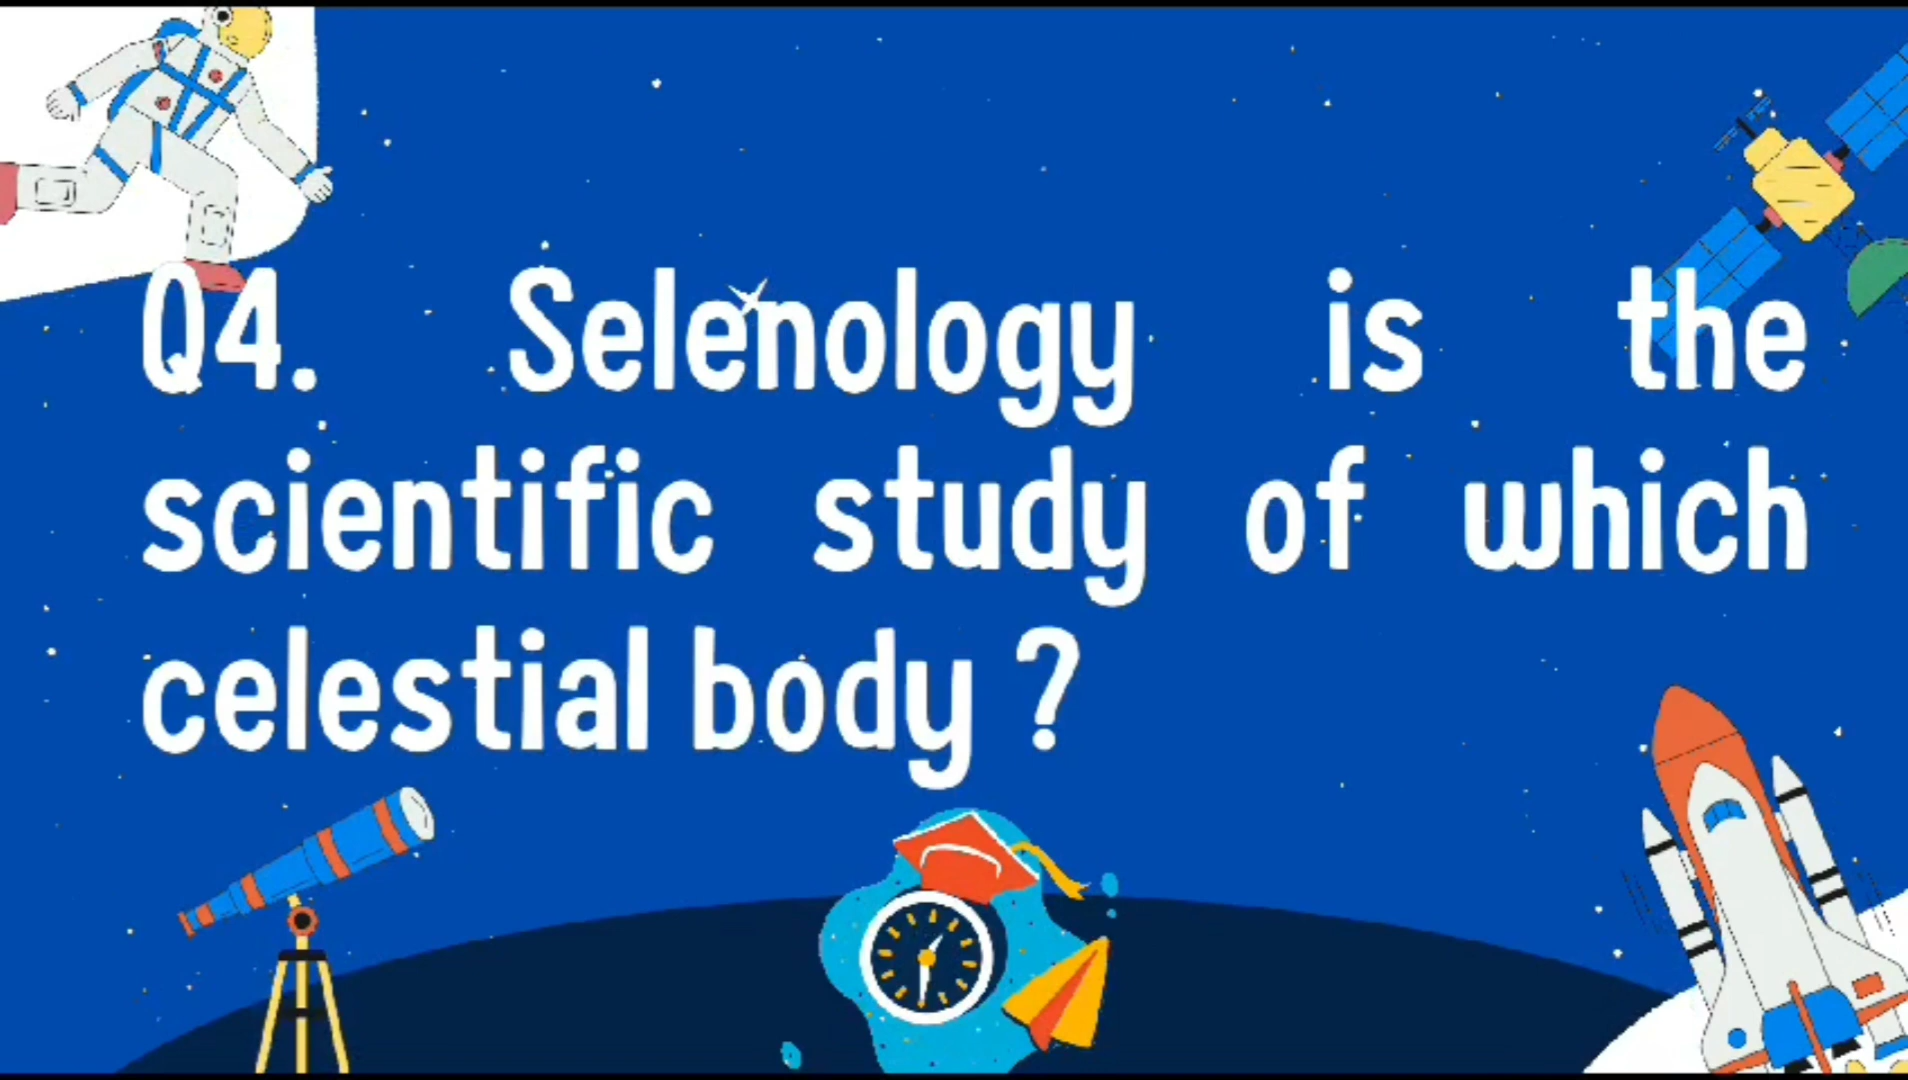 Q4. Selenology is the
scientific study of which
celestial body ?